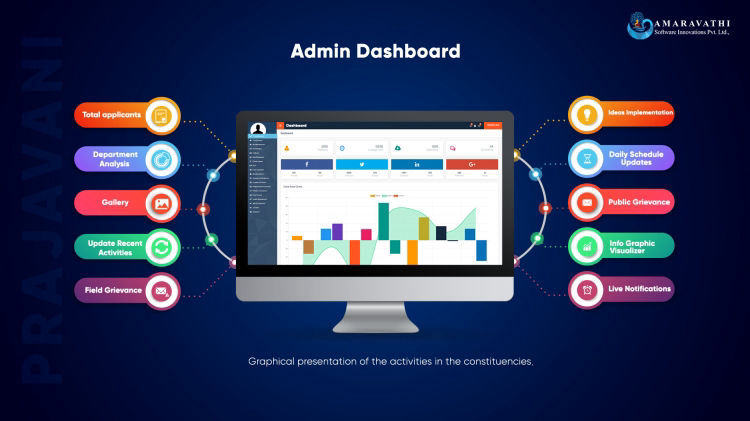 AMARAVATHI
Software Innovations Pvt. Ltd.,
Admin Dashboard
PRAJAVANI
Total applicants
Department
Analysis
Gallery
Update Recent
Activities
Field Grievance
Dashboard
Ideas Implementation
Daily Schedule
Updates
Public Grievance
Info Graphic
Visualizer
Live Notifications
Graphical presentation of the activities in the constituencies.